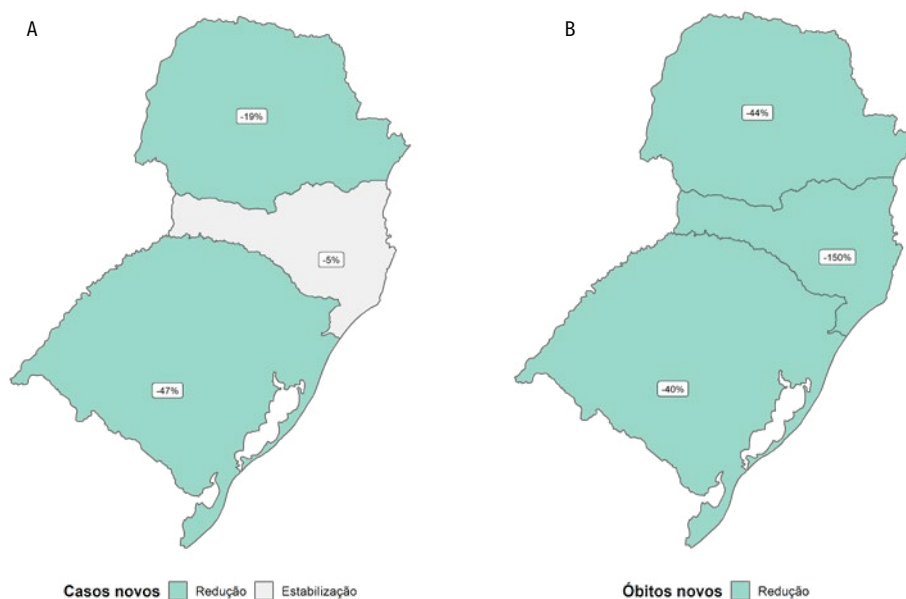 A
-19%
-5%
-47%
Casos novos Redução Estabilização
B
-44%
-150%
-40%
Óbitos novos Redução